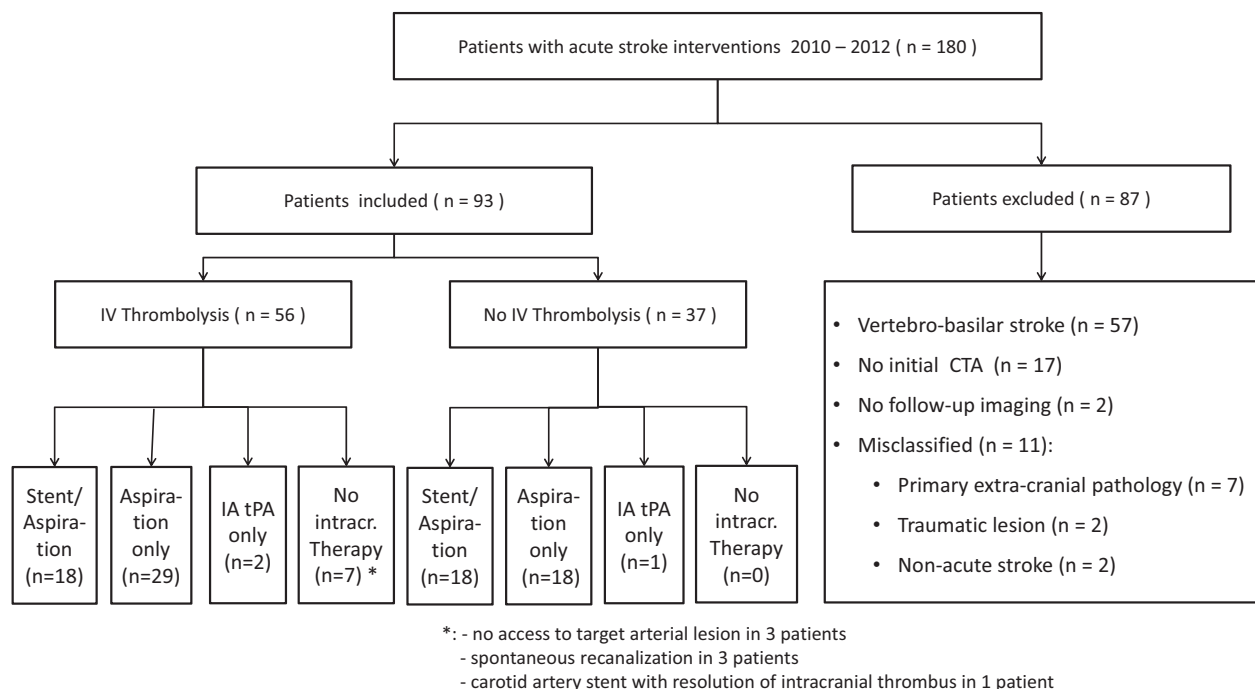 Patients with acute stroke interventions 2010 – 2012 ( n = 180 )
Patients included ( n = 93 )
Patients excluded ( n = 87 )
IV Thrombolysis ( n = 56 )
No IV Thrombolysis ( n = 37 )
Stent/
Aspira-
tion
(n=18)
Aspira-
tion
only
(n=29)
IA tPA
only
(n=2)
No
intracr.
Therapy
(n=7) *
Stent/
Aspira-
tion
(n=18)
Aspira-
tion
only
(n=18)
IA tPA
only
(n=1)
No
intracr.
Therapy
(n=0)
• Vertebro-basilar stroke (n = 57)
• No initial CTA (n = 17)
• No follow-up imaging (n = 2)
• Misclassified (n = 11):
• Primary extra-cranial pathology (n = 7)
• Traumatic lesion (n = 2)
• Non-acute stroke (n = 2)
*: - no access to target arterial lesion in 3 patients
- spontaneous recanalization in 3 patients
- carotid artery stent with resolution of intracranial thrombus in 1 patient